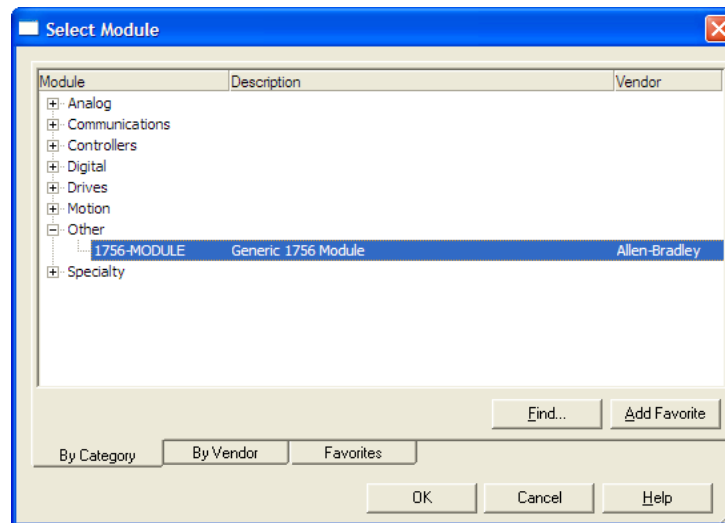 Select Module
Module Description Vendor
Analog
Communications
Controllers
Digital
Drives
Motion
Other
1756-MODULE Generic 1756 Module Allen-Bradley
Specialty
Find... Add Favorite
By Category By Vendor Favorites
OK Cancel Help